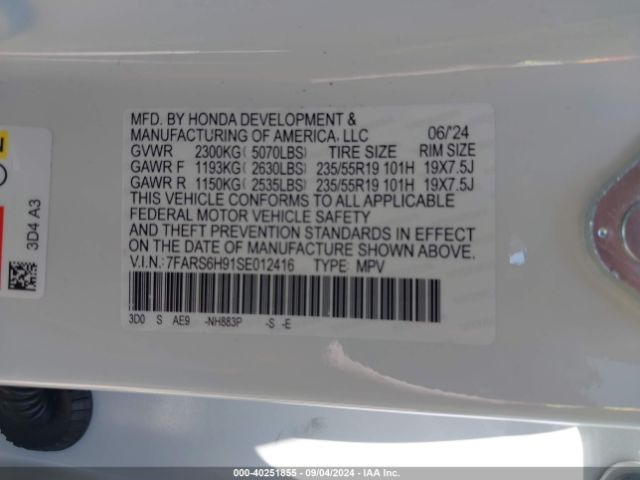 MFD. BY HONDA DEVELOPMENT &
MANUFACTURING OF AMERICA, LLC 06/'24
GVWR 2300KG( 5070LBS) TIRE SIZE RIM SIZE
GAWR F 1193KG( 2630LBS) 235/55R19 101H 19X7.5J
GAWR R 1150KG( 2535LBS) 235/55R19 101H 19X7.5J
THIS VEHICLE CONFORMS TO ALL APPLICABLE
FEDERAL MOTOR VEHICLE SAFETY
AND THEFT PREVENTION STANDARDS IN EFFECT
ON THE DATE OF MANUFACTURE SHOWN ABOVE.
V.I.N.:7FARS6H91SE012416 TYPE: MPV
3D0 S AE9 -NH883P -S -E
3D4 A3
000-40251855 - 09/04/2024 - IAA Inc.